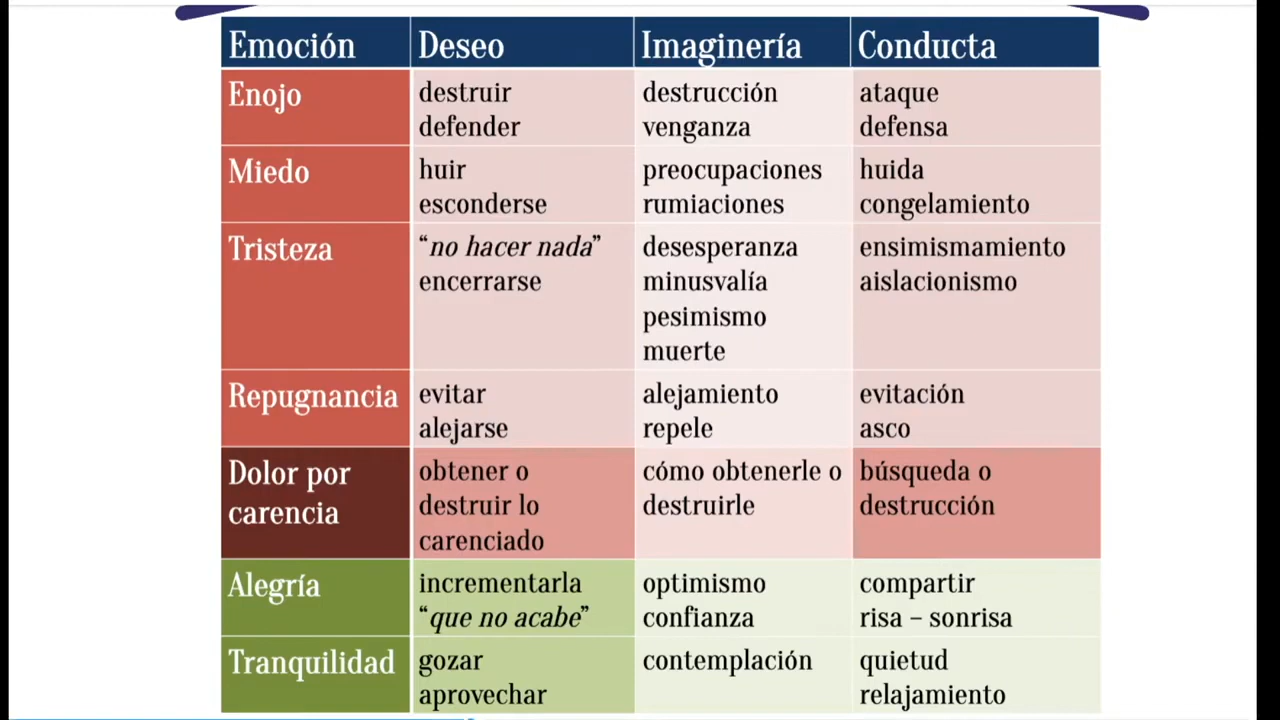 Emoción Deseo Imaginería Conducta
Enojo destruir destrucción ataque
defender venganza defensa
Miedo huir preocupaciones huida
esconderse rumiaciones congelamiento
Tristeza “no hacer nada” desesperanza ensimismamiento
encerrarse minusvalía aislacionismo
pesimismo
muerte
Repugnancia evitar alejamiento evitación
alejarse repele asco
Dolor por obtener o cómo obtenerle o búsqueda o
carencia destruir lo destruirle destrucción
carenciado
Alegría incrementarla optimismo compartir
“que no acabe” confianza risa – sonrisa
Tranquilidad gozar contemplación quietud
aprovechar relajamiento